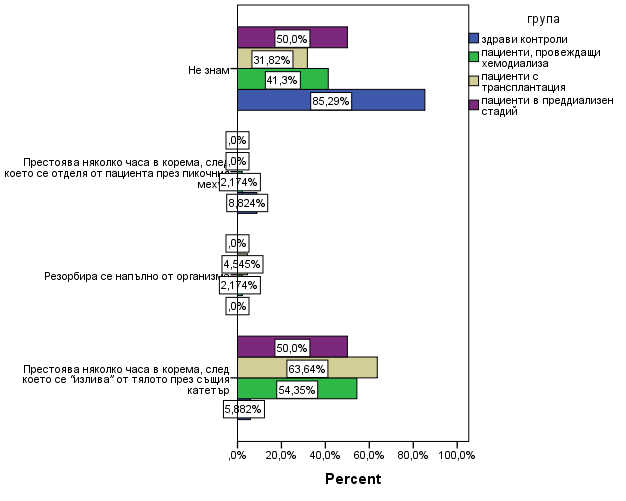 група
здрави контроли
пациенти, провеждащи
хемодиализа
пациенти с
трансплантация
пациенти в преддиализен
стадий
Не знам
50,0%
31,82%
41,3%
85,29%
Престоява няколко часа в корема, след
което се отделя от пациента през пикочния
мехур
,0%
,0%
2,174%
8,824%
Резорбира се напълно от организма
,0%
4,545%
2,174%
,0%
Престоява няколко часа в корема, след
което се "излива" от тялото през същия
катетър
50,0%
63,64%
54,35%
5,882%
,0% 20,0% 40,0% 60,0% 80,0% 100,0%
Percent